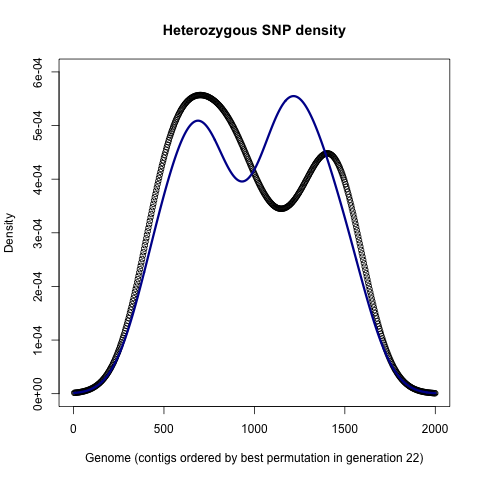 Heterozygous SNP density
6e-04
5e-04
4e-04
3e-04
2e-04
1e-04
0e+00
Density
0 500 1000 1500 2000
Genome (contigs ordered by best permutation in generation 22)